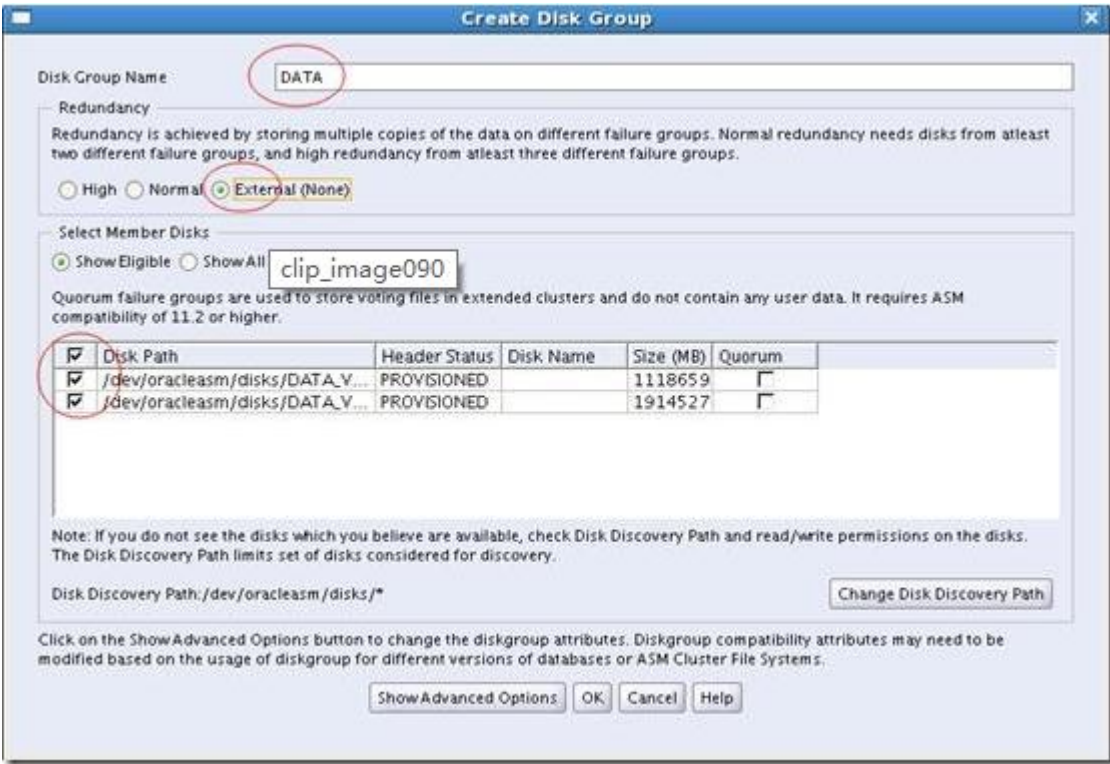 Create Disk Group
Disk Group Name DATA
Redundancy
Redundancy is achieved by storing multiple copies of the data on different failure groups. Normal redundancy needs disks from atleast
two different failure groups, and high redundancy from atleast three different failure groups.
High Normal External (None)
Select Member Disks
Show Eligible Show All
clip_image090
Quorum failure groups are used to store voting files in extended clusters and do not contain any user data. It requires ASM
compatibility of 11.2 or higher.
Disk Path Header Status Disk Name Size (MB) Quorum
/dev/oracleasm/disks/DATA_V... PROVISIONED 1118659
/dev/oracleasm/disks/DATA_V... PROVISIONED 1914527
Note: If you do not see the disks which you believe are available, check Disk Discovery Path and read/write permissions on the disks.
The Disk Discovery Path limits set of disks considered for discovery.
Disk Discovery Path:/dev/oracleasm/disks/* Change Disk Discovery Path
Click on the Show Advanced Options button to change the diskgroup attributes. Diskgroup compatibility attributes may need to be
modified based on the usage of diskgroup for different versions of databases or ASM Cluster File Systems.
Show Advanced Options OK Cancel Help